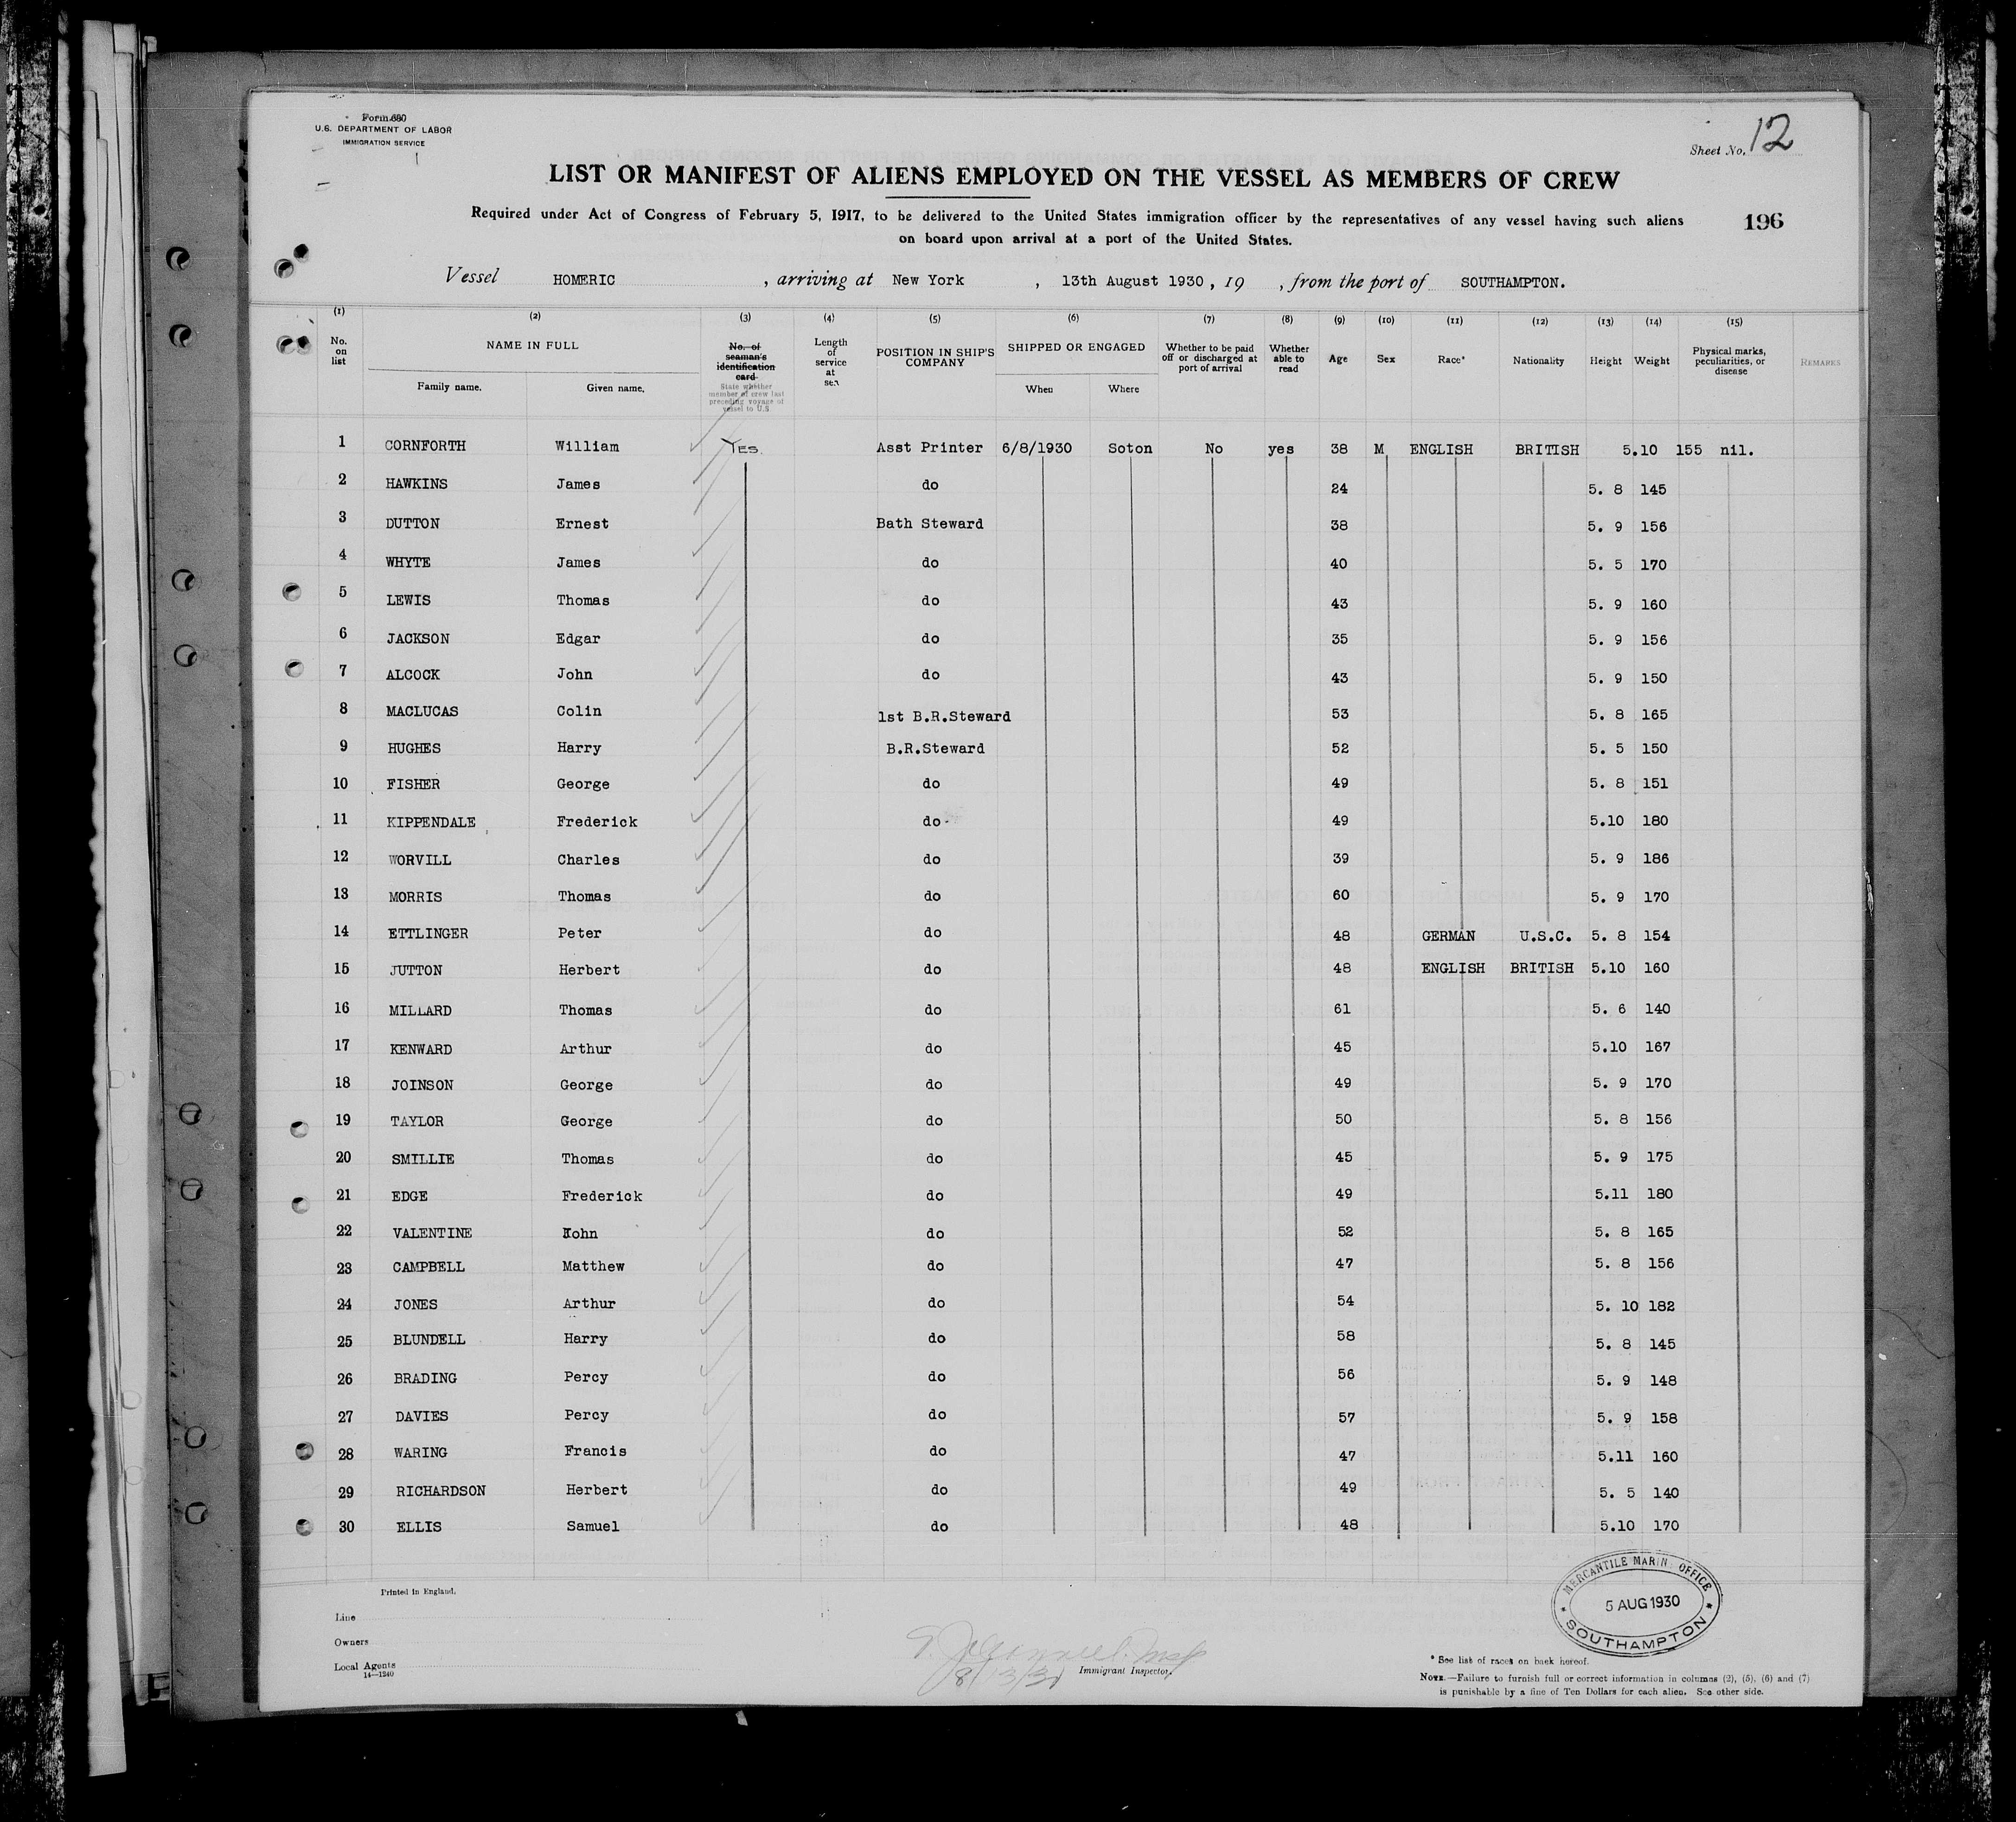 Form 680
U.S. DEPARTMENT OF LABOR
IMMIGRATION SERVICE
Sheet No. 12
LIST OR MANIFEST OF ALIENS EMPLOYED ON THE VESSEL AS MEMBERS OF CREW
Required under Act of Congress of February 5, 1917, to be delivered to the United States immigration officer by the representatives of any vessel having such aliens
on board upon arrival at a port of the United States.
196
Vessel HOMERIC , arriving at New York , 13th August 1930 , 19 , from the port of SOUTHAMPTON.
(1) (2) (3) (4) (5) (6) (7) (8) (9) (10) (11) (12) (13) (14) (15)
No. on list
NAME IN FULL
Family name. Given name.
No. of seaman's identification card
State whether member of crew last preceding voyage of vessel to U.S
Length of service at sea
POSITION IN SHIP'S COMPANY
SHIPPED OR ENGAGED
When Where
Whether to be paid off or discharged at port of arrival
Whether able to read
Age Sex Race* Nationality Height Weight
Physical marks, peculiarities, or disease
REMARKS
1 CORNFORTH William YES. Asst Printer 6/8/1930 Soton No yes 38 M ENGLISH BRITISH 5.10 155 nil.
2 HAWKINS James do 24 5. 8 145
3 DUTTON Ernest Bath Steward 38 5. 9 156
4 WHYTE James do 40 5. 5 170
5 LEWIS Thomas do 43 5. 9 160
6 JACKSON Edgar do 35 5. 9 156
7 ALCOCK John do 43 5. 9 150
8 MACLUCAS Colin 1st B.R.Steward 53 5. 8 165
9 HUGHES Harry B.R.Steward 52 5. 5 150
10 FISHER George do 49 5. 8 151
11 KIPPENDALE Frederick do 49 5.10 180
12 WORVILL Charles do 39 5. 9 186
13 MORRIS Thomas do 60 5. 9 170
14 ETTLINGER Peter do 48 GERMAN U.S.C. 5. 8 154
15 JUTTON Herbert do 48 ENGLISH BRITISH 5.10 160
16 MILLARD Thomas do 61 5. 6 140
17 KENWARD Arthur do 45 5.10 167
18 JOINSON George do 49 5. 9 170
19 TAYLOR George do 50 5. 8 156
20 SMILLIE Thomas do 45 5. 9 175
21 EDGE Frederick do 49 5.11 180
22 VALENTINE Kohn do 52 5. 8 165
23 CAMPBELL Matthew do 47 5. 8 156
24 JONES Arthur do 54 5. 10 182
25 BLUNDELL Harry do 58 5. 8 145
26 BRADING Percy do 56 5. 9 148
27 DAVIES Percy do 57 5. 9 158
28 WARING Francis do 47 5.11 160
29 RICHARDSON Herbert do 49 5. 5 140
30 ELLIS Samuel do 48 5.10 170
Printed in England.
Line
Owners
Local Agents
14—1240
8/13/30
Immigrant Inspector.
MERCANTILE MARINE OFFICE
5 AUG 1930
SOUTHAMPTON
* See list of races on back hereof.
NOTE.—Failure to furnish full or correct information in columns (2), (5), (6) and (7)
is punishable by a fine of Ten Dollars for each alien. See other side.